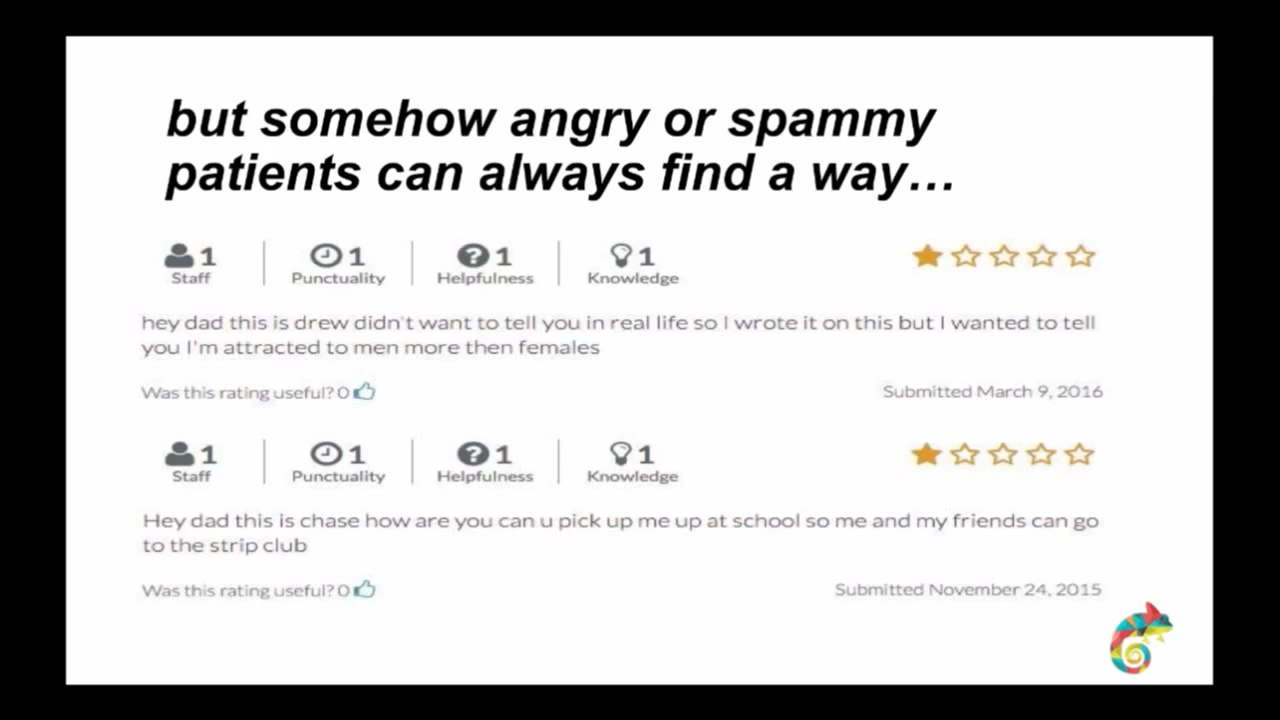 but somehow angry or spammy
patients can always find a way…
1 1 1 1
Staff Punctuality Helpfulness Knowledge
hey dad this is drew didn't want to tell you in real life so I wrote it on this but I wanted to tell
you I'm attracted to men more then females
Was this rating useful? 0 Submitted March 9, 2016
1 1 1 1
Staff Punctuality Helpfulness Knowledge
Hey dad this is chase how are you can u pick up me up at school so me and my friends can go
to the strip club
Was this rating useful? 0 Submitted November 24, 2015